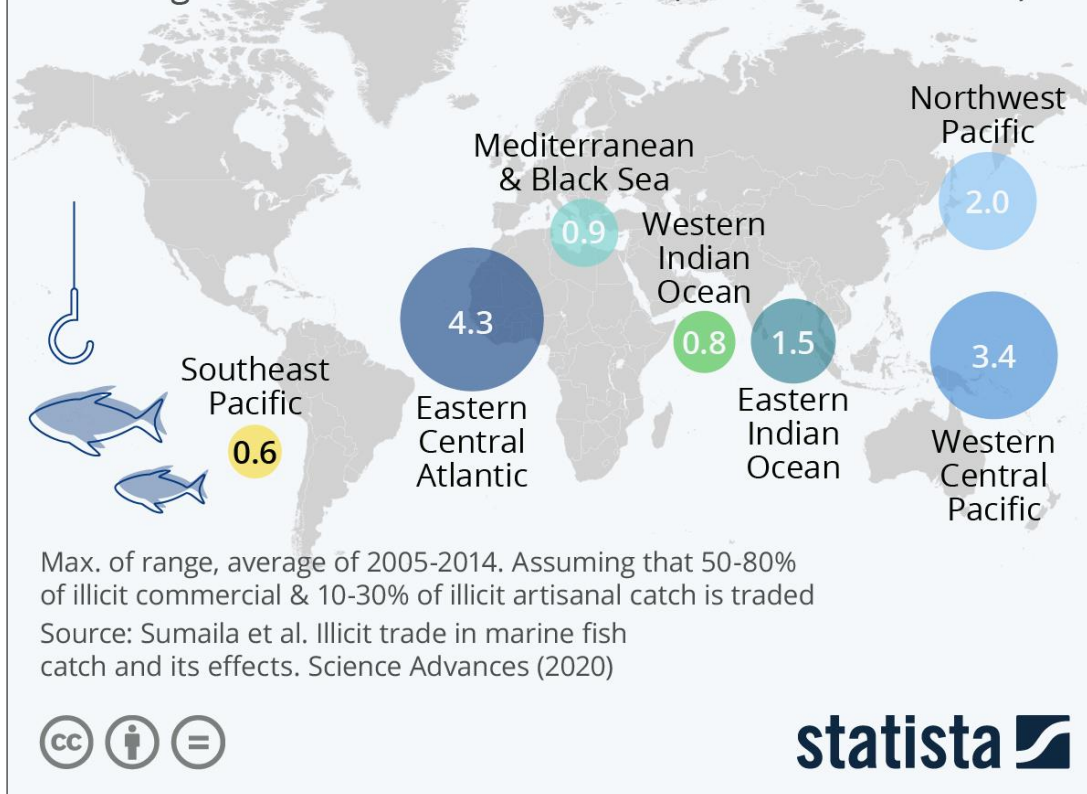 Northwest
Pacific
2.0
Mediterranean
& Black Sea
0.9
Western
Indian
Ocean
0.8
4.3
Eastern
Central
Atlantic
1.5
Eastern
Indian
Ocean
3.4
Western
Central
Pacific
Southeast
Pacific
0.6
Max. of range, average of 2005-2014. Assuming that 50-80%
of illicit commercial & 10-30% of illicit artisanal catch is traded
Source: Sumaila et al. Illicit trade in marine fish
catch and its effects. Science Advances (2020)
cc
statista